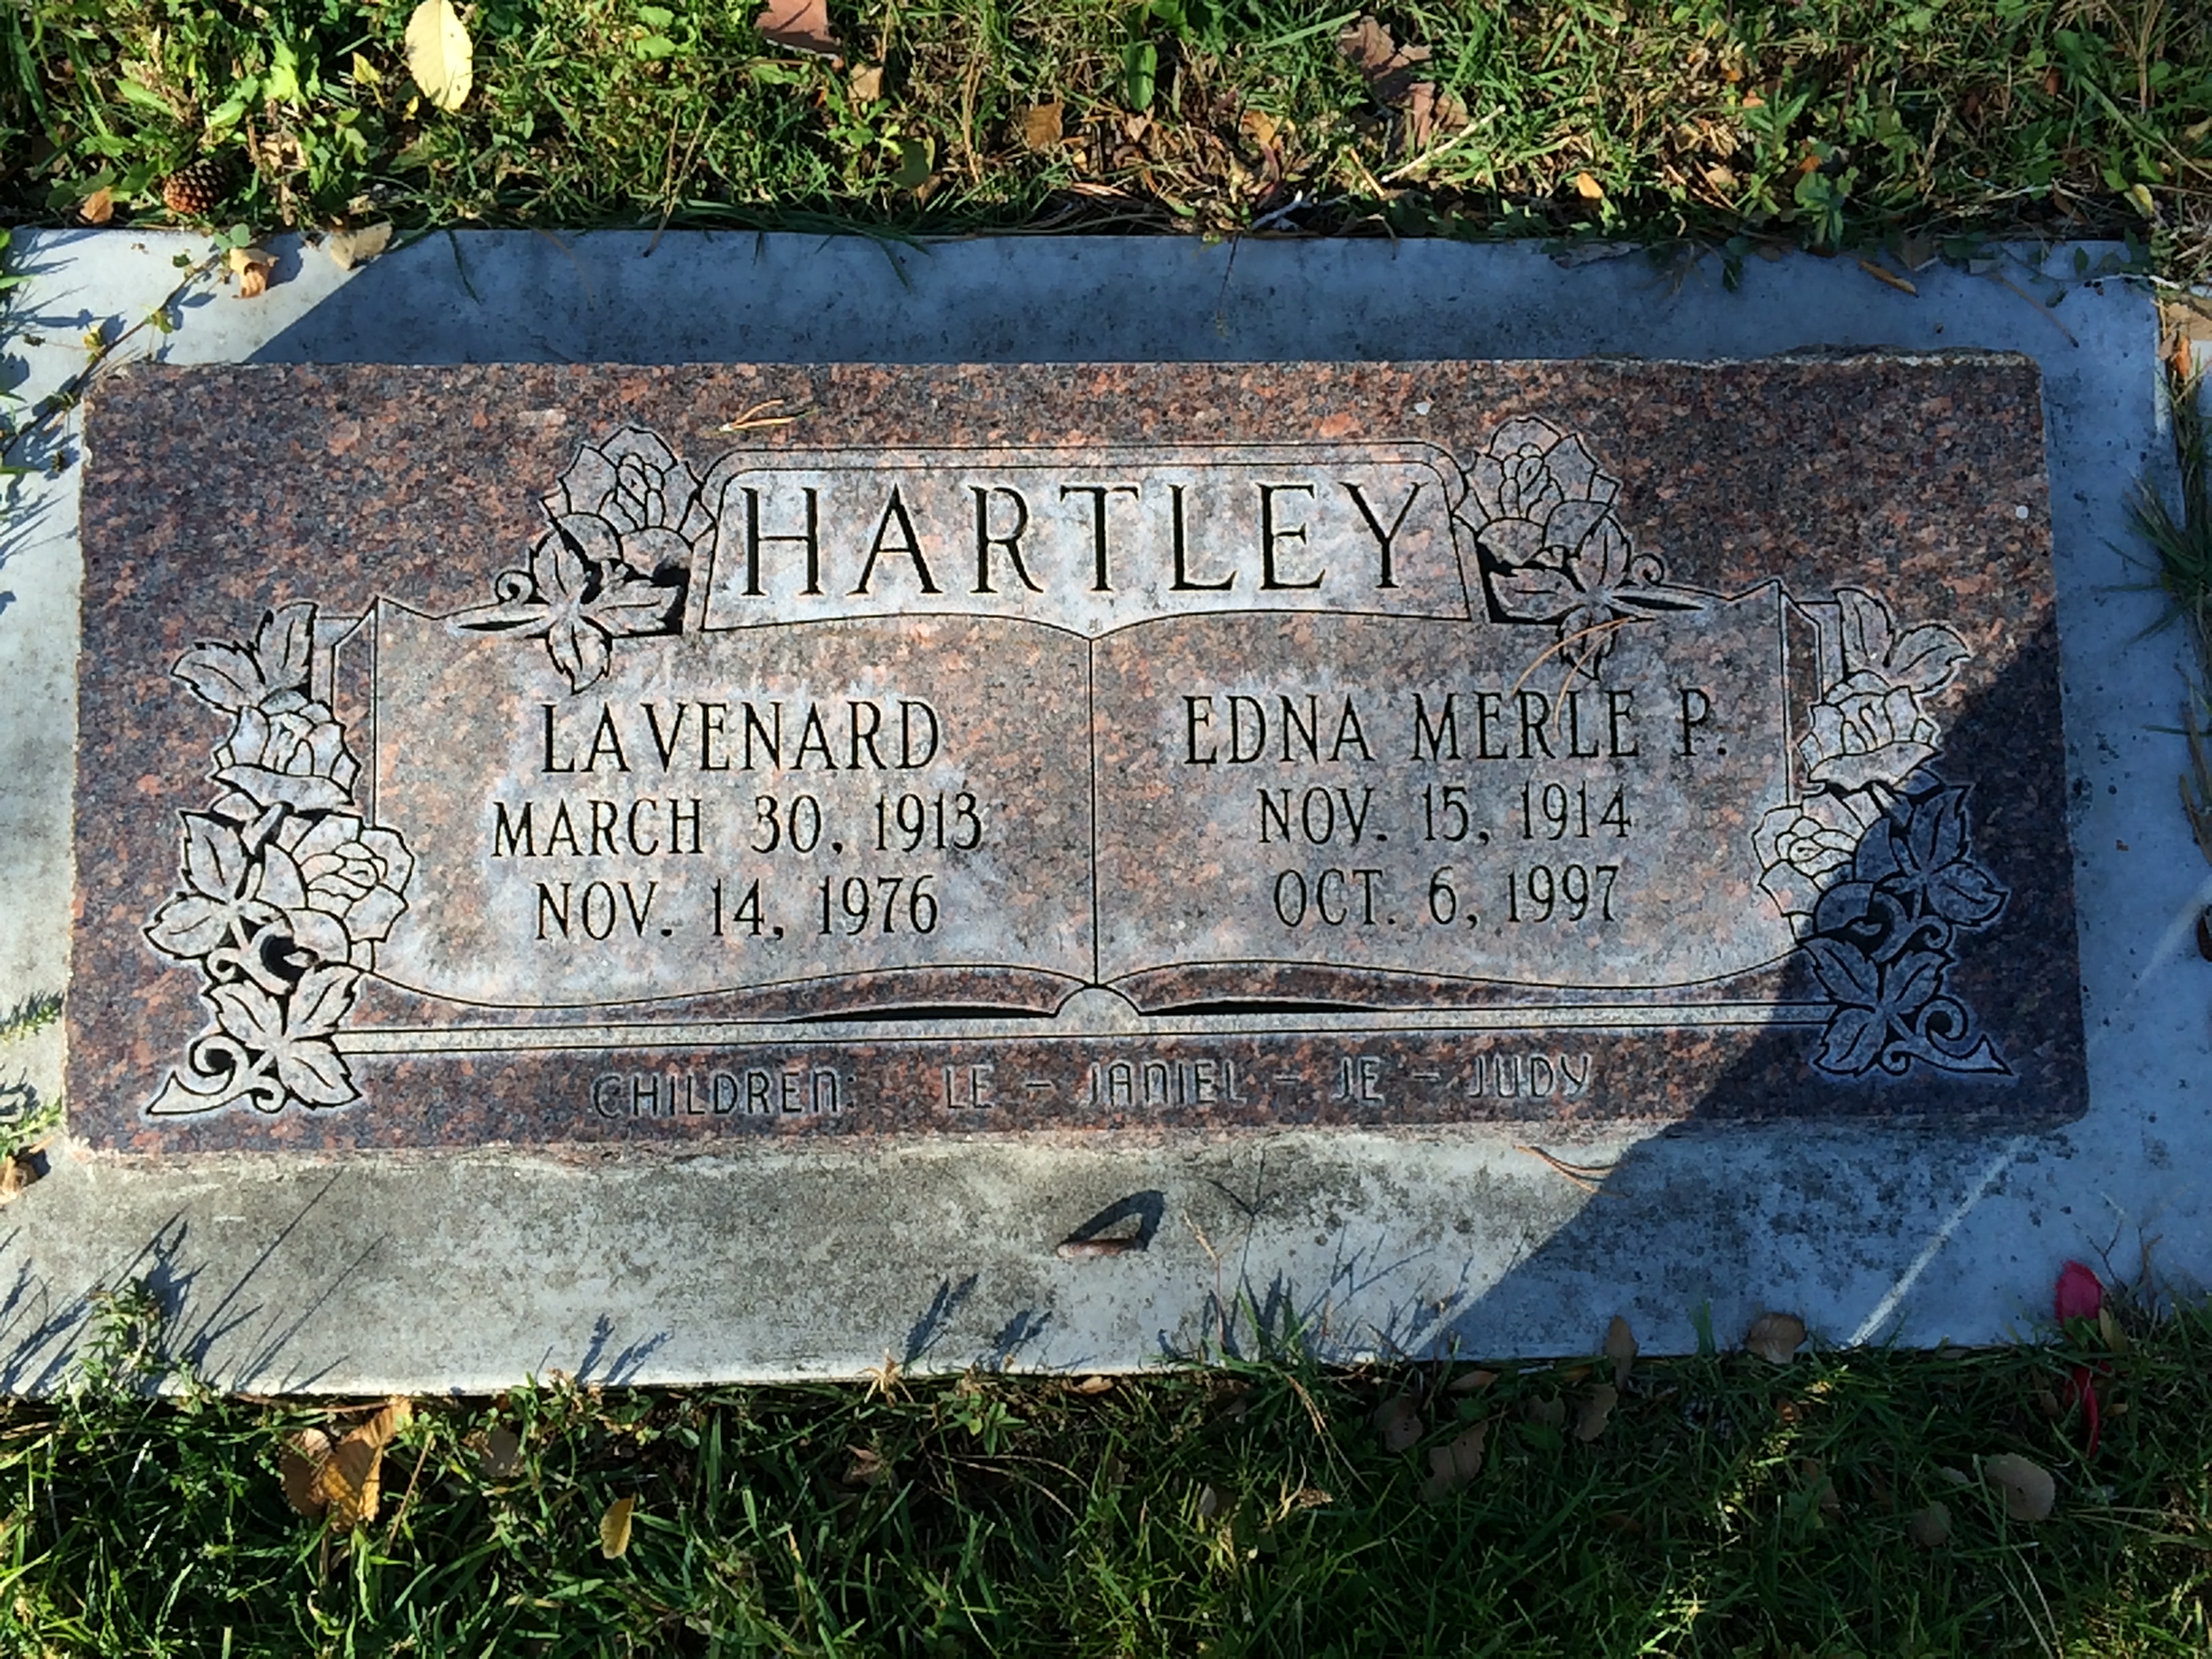 HARTLEY
LAVENARD
MARCH 30, 1913
NOV. 14, 1976
EDNA MERLE P.
NOV. 15, 1914
OCT. 6, 1997
CHILDREN: LE - JANIEL - JE - JUDY